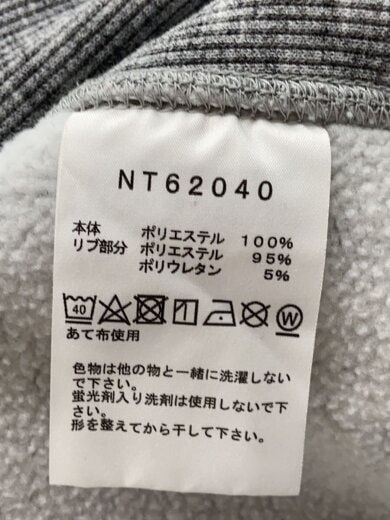 NT62040
本体 ポリエステル 100%
リブ部分 ポリエステル 95%
ポリウレタン 5%
40 W
あて布使用
色物は他の物と一緒に洗濯しない
で下さい。
蛍光剤入り洗剤は使用しないで下
さい。
形を整えてから干して下さい。